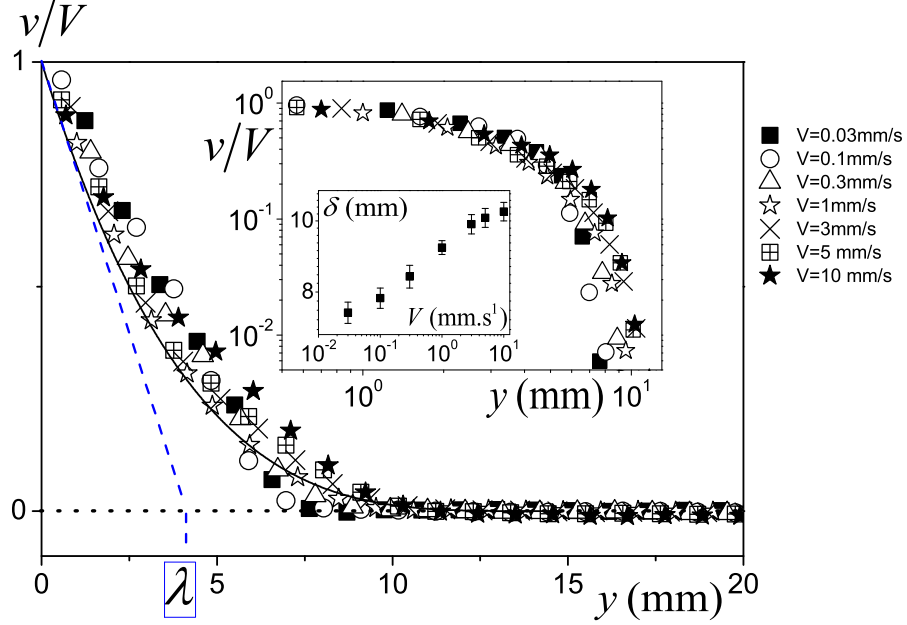 v/V
1
0
0
5
10
15
20
λ
y (mm)
v/V
10^0
10^-1
10^-2
10^0
10^1
y (mm)
δ (mm)
10
8
10^-2
10^-1
10^0
10^1
V (mm.s^1)
V=0.03mm/s
V=0.1mm/s
V=0.3mm/s
V=1mm/s
V=3mm/s
V=5 mm/s
V=10 mm/s